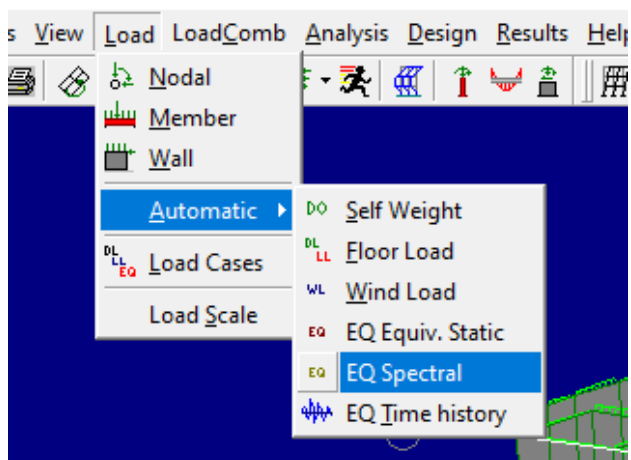 s View Load LoadComb Analysis Design Results Help
Nodal
Member
Wall
Automatic
DL LL EQ Load Cases
Load Scale
DO Self Weight
DL LL Floor Load
WL Wind Load
EQ EQ Equiv. Static
EQ EQ Spectral
EQ Time history